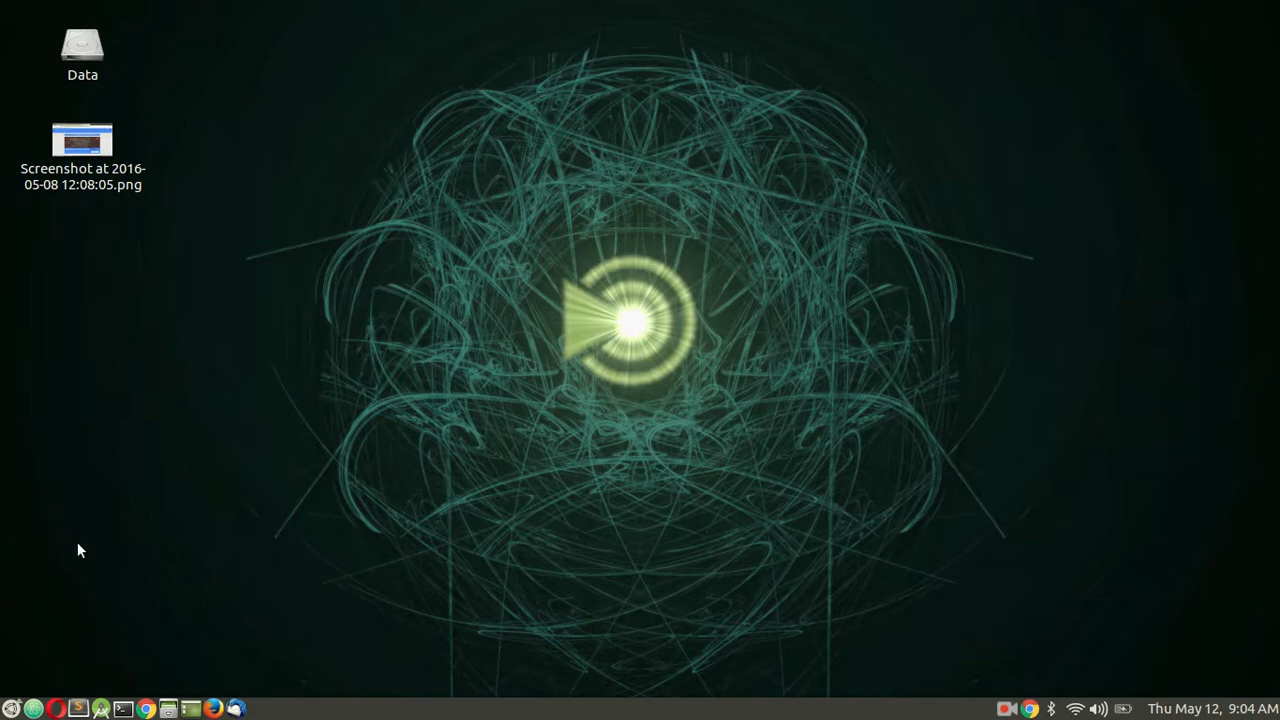 Data
Screenshot at 2016-
05-08 12:08:05.png
Thu May 12, 9:04 AM